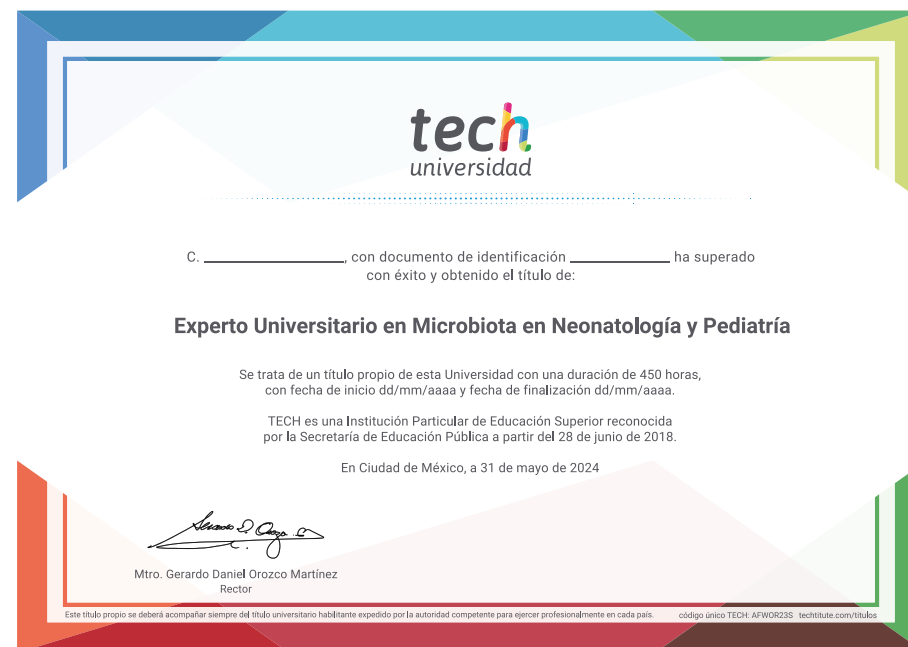 tech
universidad
C. ____________________, con documento de identificación ______________ ha superado
con éxito y obtenido el título de:
Experto Universitario en Microbiota en Neonatología y Pediatría
Se trata de un título propio de esta Universidad con una duración de 450 horas,
con fecha de inicio dd/mm/aaaa y fecha de finalización dd/mm/aaaa.
TECH es una Institución Particular de Educación Superior reconocida
por la Secretaría de Educación Pública a partir del 28 de junio de 2018.
En Ciudad de México, a 31 de mayo de 2024
Mtro. Gerardo Daniel Orozco Martínez
Rector
Este título propio se deberá acompañar siempre del título universitario habilitante expedido por la autoridad competente para ejercer profesionalmente en cada país. código único TECH: AFWOR23S techtitute.com/titulos